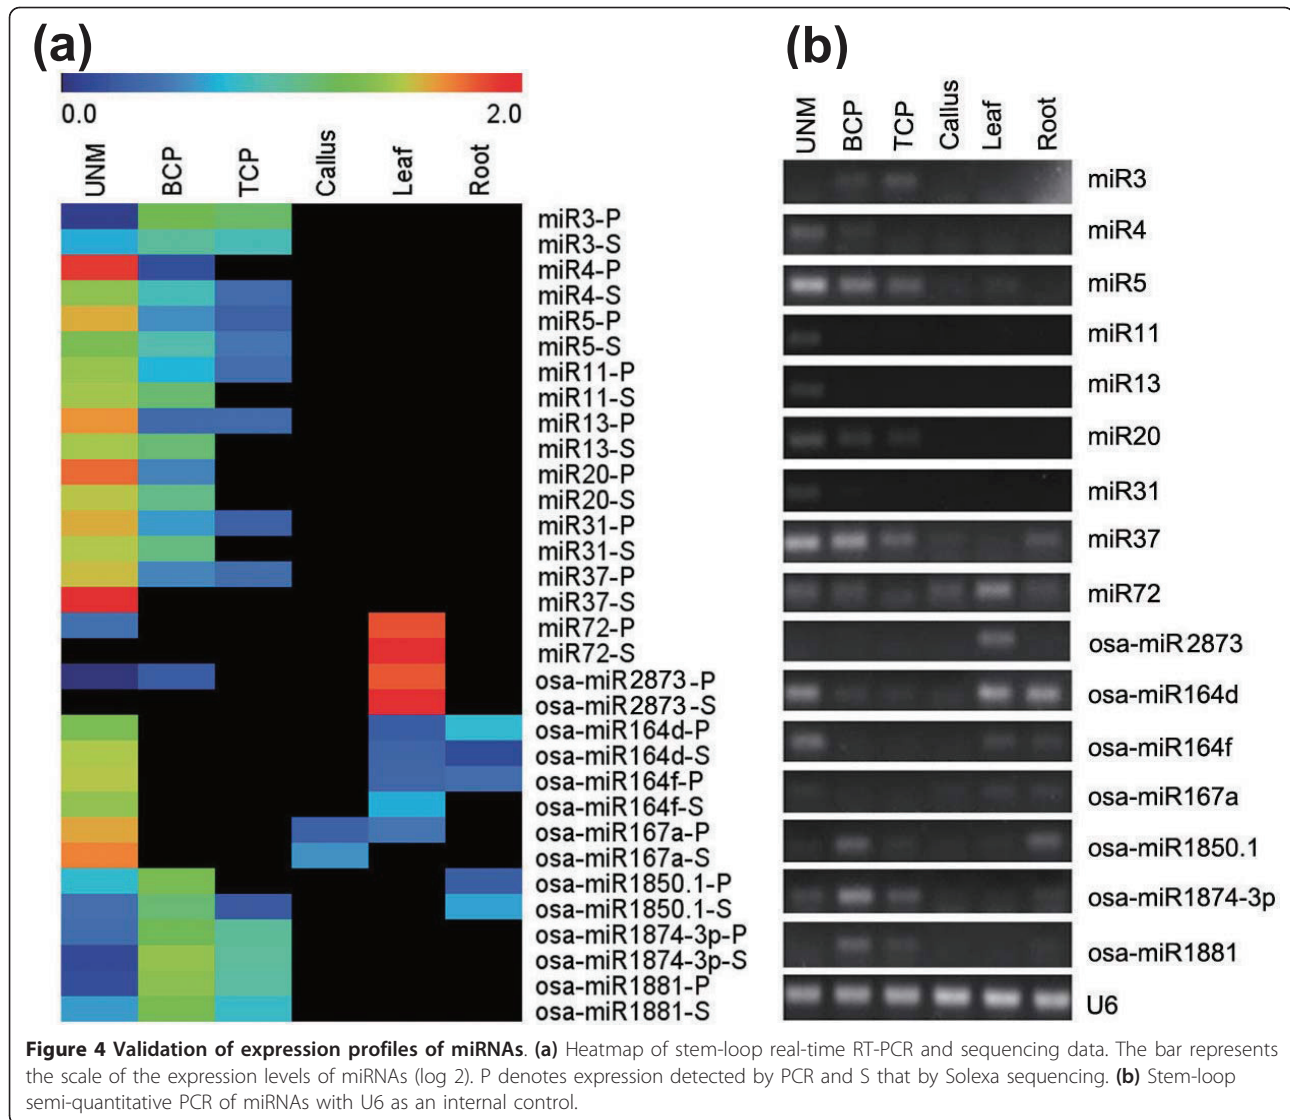 (a)
0.0 2.0
UNM BCP TCP Callus Leaf Root
miR3-P
miR3-S
miR4-P
miR4-S
miR5-P
miR5-S
miR11-P
miR11-S
miR13-P
miR13-S
miR20-P
miR20-S
miR31-P
miR31-S
miR37-P
miR37-S
miR72-P
miR72-S
osa-miR2873-P
osa-miR2873-S
osa-miR164d-P
osa-miR164d-S
osa-miR164f-P
osa-miR164f-S
osa-miR167a-P
osa-miR167a-S
osa-miR1850.1-P
osa-miR1850.1-S
osa-miR1874-3p-P
osa-miR1874-3p-S
osa-miR1881-P
osa-miR1881-S
(b)
UNM BCP TCP Callus Leaf Root
miR3
miR4
miR5
miR11
miR13
miR20
miR31
miR37
miR72
osa-miR2873
osa-miR164d
osa-miR164f
osa-miR167a
osa-miR1850.1
osa-miR1874-3p
osa-miR1881
U6
Figure 4 Validation of expression profiles of miRNAs. (a) Heatmap of stem-loop real-time RT-PCR and sequencing data. The bar represents
the scale of the expression levels of miRNAs (log 2). P denotes expression detected by PCR and S that by Solexa sequencing. (b) Stem-loop
semi-quantitative PCR of miRNAs with U6 as an internal control.